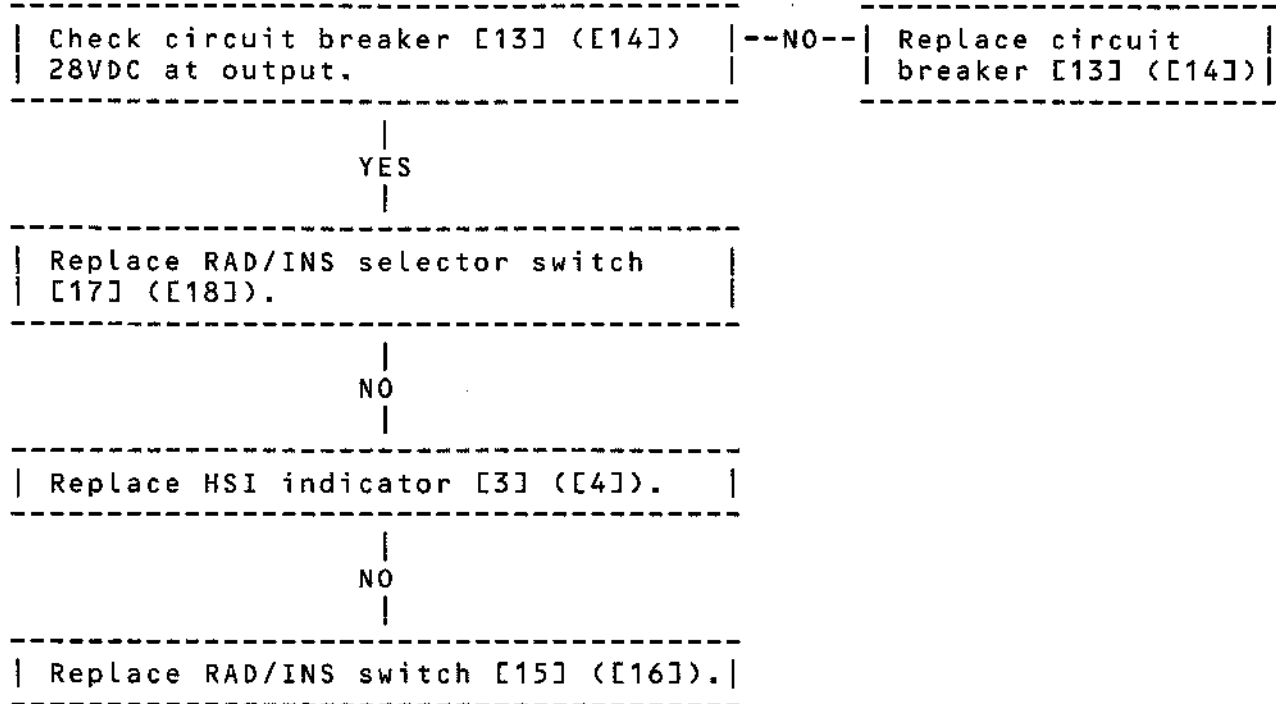 Check circuit breaker [13] ([14])
28VDC at output.
--NO--
Replace circuit
breaker [13] ([14])
YES
Replace RAD/INS selector switch
[17] ([18]).
NO
Replace HSI indicator [3] ([4]).
NO
Replace RAD/INS switch [15] ([16]).